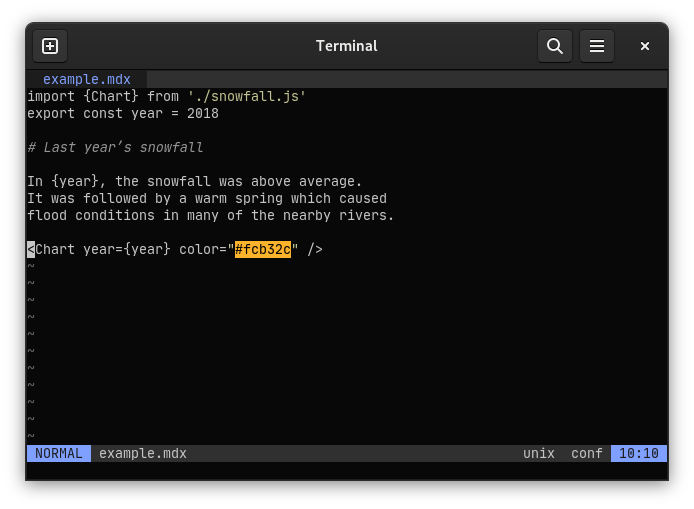 Terminal
example.mdx
import {Chart} from './snowfall.js'
export const year = 2018
# Last year’s snowfall
In {year}, the snowfall was above average.
It was followed by a warm spring which caused
flood conditions in many of the nearby rivers.
<Chart year={year} color="#fcb32c" />
~
~
~
~
~
~
~
~
~
~
~
NORMAL example.mdx unix conf 10:10